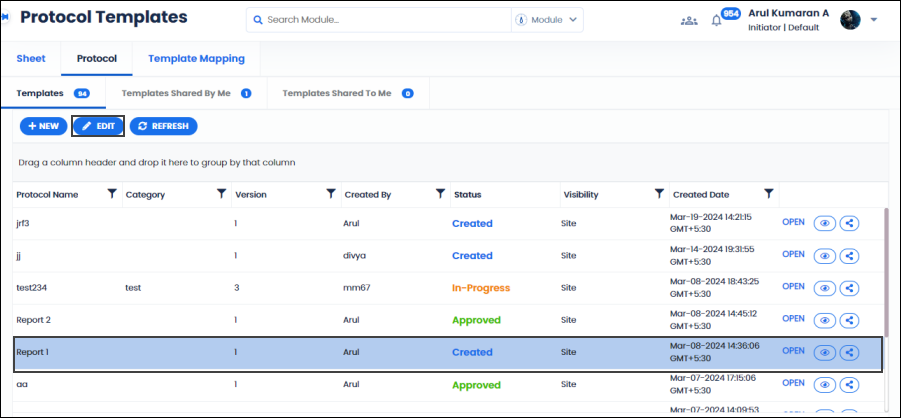 Protocol Templates
Search Module..
Module
954
Arul Kumaran A
Initiator | Default
Sheet
Protocol
Template Mapping
Templates 94
Templates Shared By Me 1
Templates Shared To Me 0
+ NEW
EDIT
REFRESH
Drag a column header and drop it here to group by that column
Protocol Name Category Version Created By Status Visibility Created Date
jrf3 1 Arul Created Site Mar-19-2024 14:21:15 OPEN
GMT+5:30
jj 1 divya Created Site Mar-14-2024 19:31:55 OPEN
GMT+5:30
test234 test 3 mm67 In-Progress Site Mar-08-2024 18:43:25 OPEN
GMT+5:30
Report 2 1 Arul Approved Site Mar-08-2024 14:45:12 OPEN
GMT+5:30
Report 1 1 Arul Created Site Mar-08-2024 14:36:06 OPEN
GMT+5:30
aa 1 Arul Approved Site Mar-07-2024 17:15:06 OPEN
GMT+5:30
Mar-07-2024 14:09:53